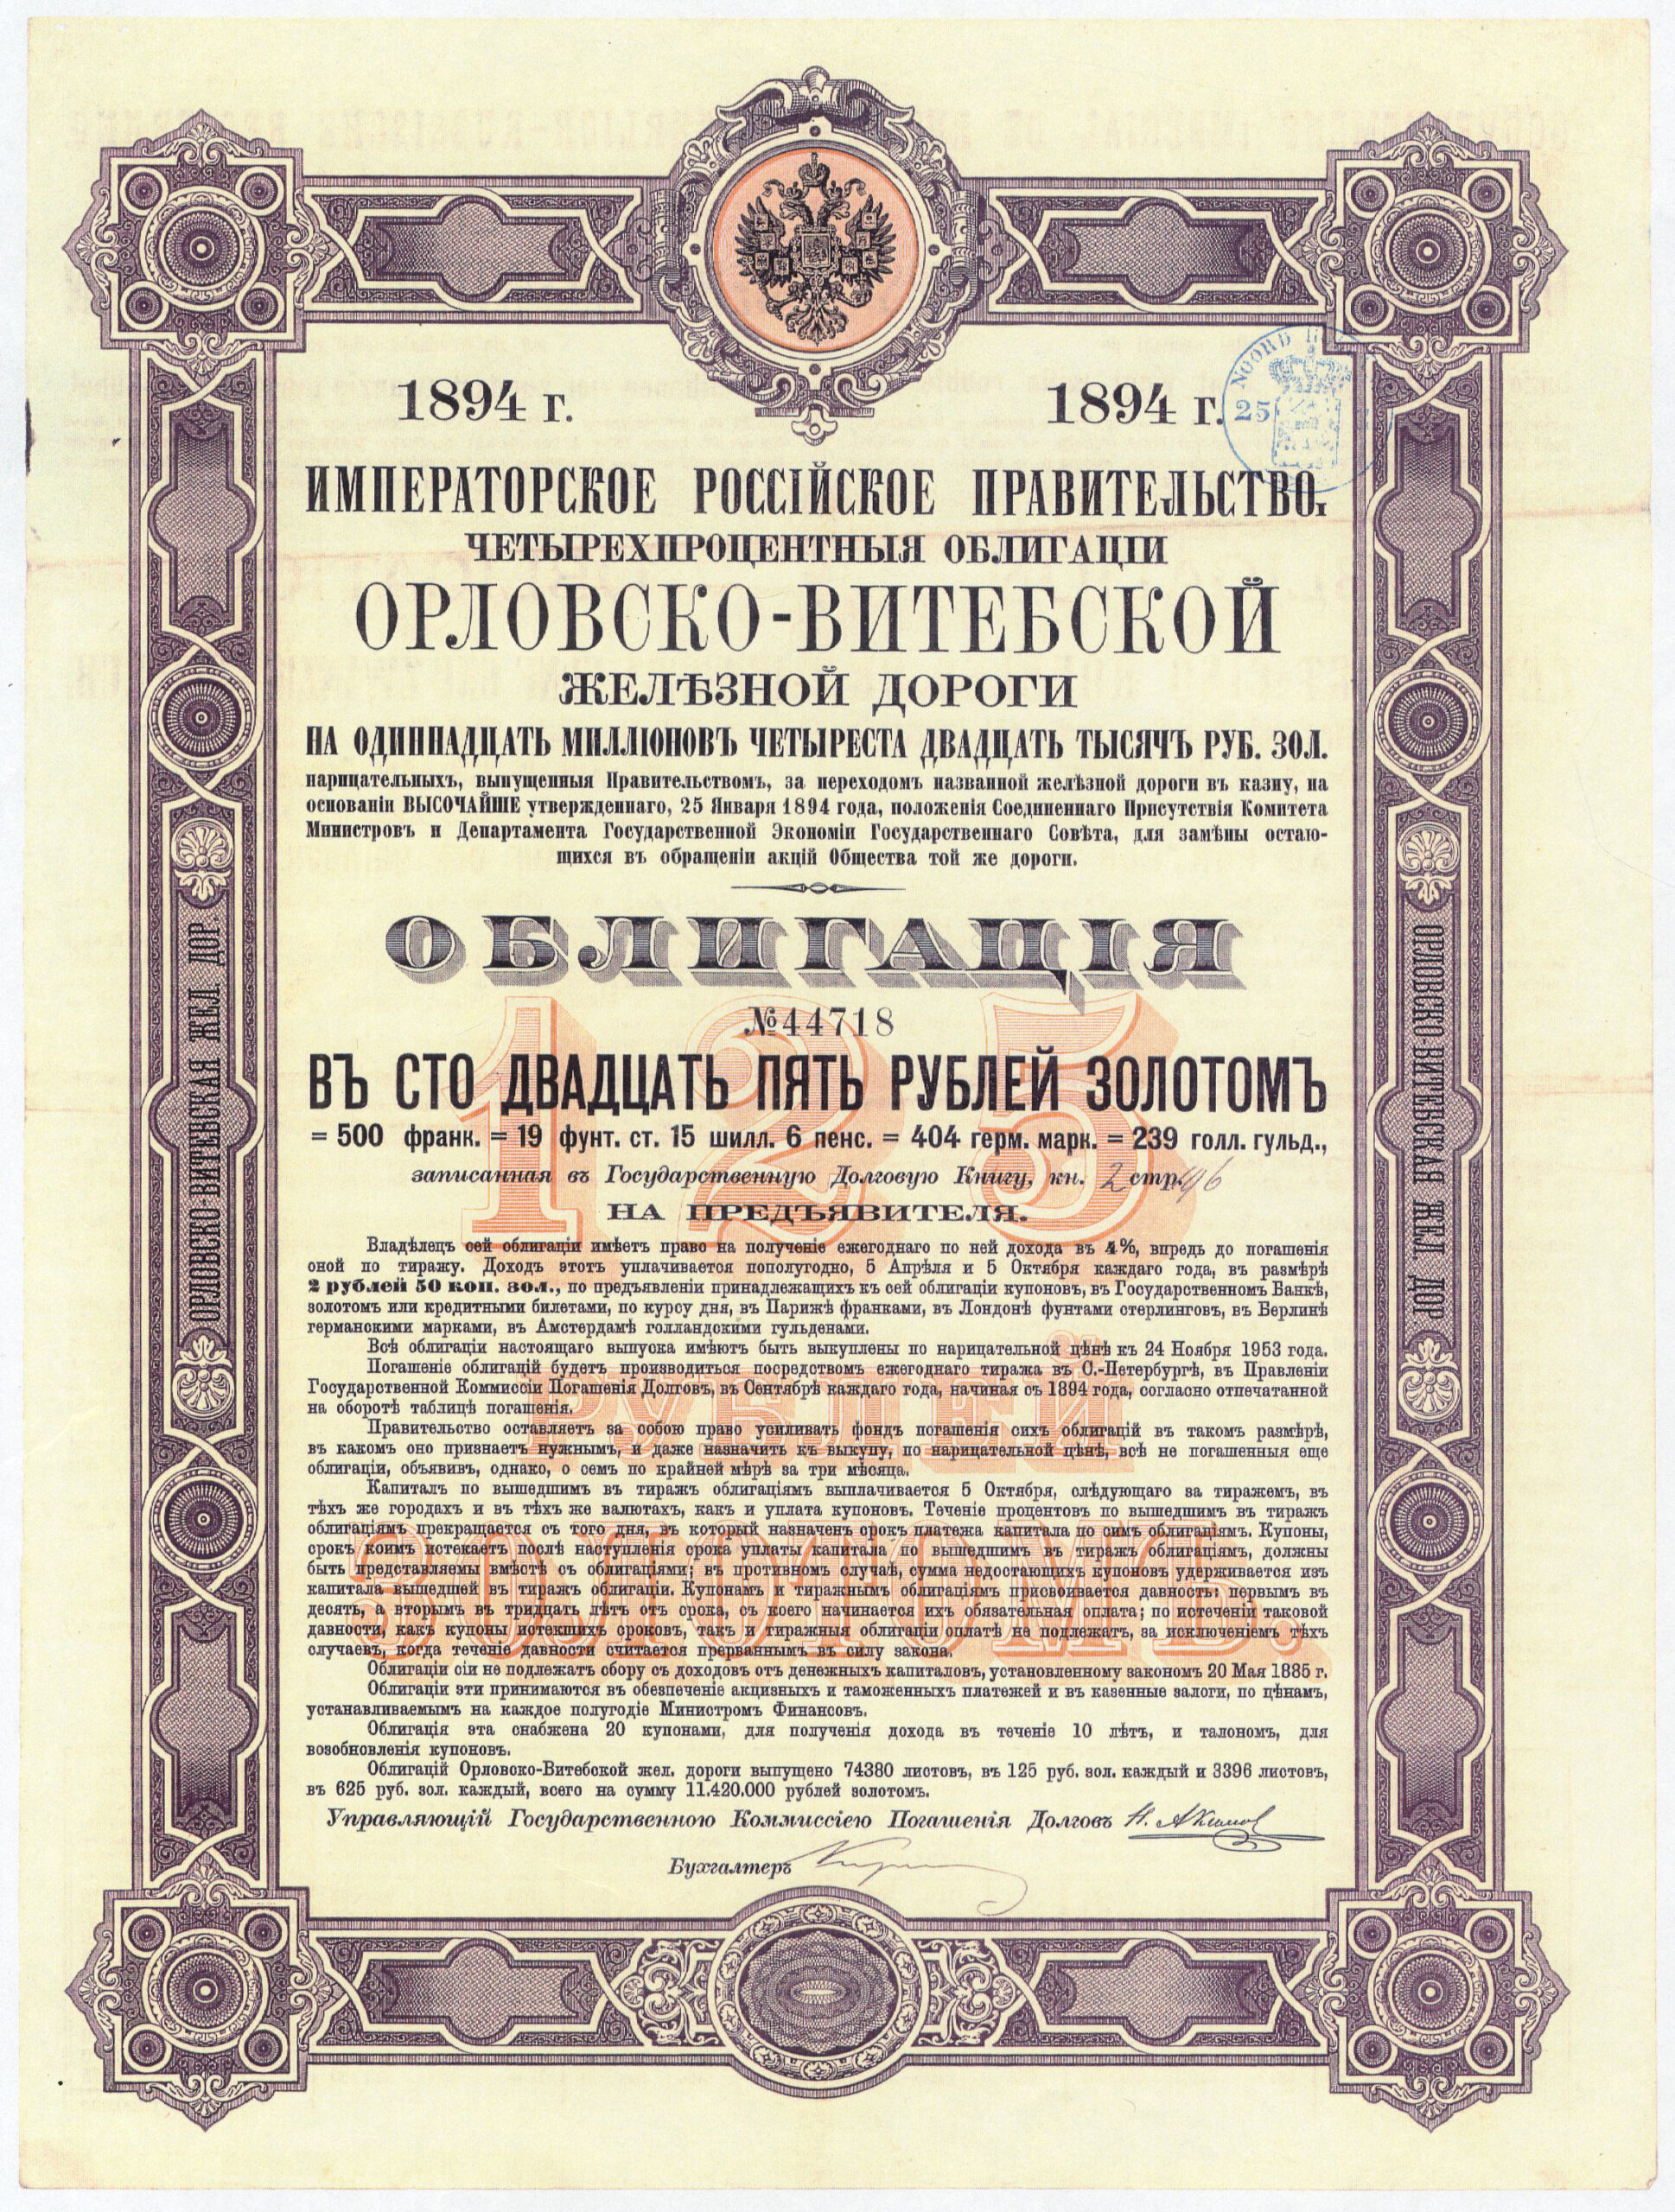 1894 г.
1894 г.
NOORD
25
ИМПЕРАТОРСКОЕ РОССІЙСКОЕ ПРАВИТЕЛЬСТВО.
ЧЕТЫРЕХПРОЦЕНТНЫЯ ОБЛИГАЦІИ
ОРЛОВСКО-ВИТЕБСКОЙ
ЖЕЛѢЗНОЙ ДОРОГИ
НА ОДИННАДЦАТЬ МИЛЛІОНОВЪ ЧЕТЫРЕСТА ДВАДЦАТЬ ТЫСЯЧЪ РУБ. ЗОЛ.
нарицательныхъ, выпущенныя Правительствомъ, за переходомъ названной желѣзной дороги въ казну, на
основаніи ВЫСОЧАЙШЕ утвержденнаго, 25 Января 1894 года, положенія Соединеннаго Присутствія Комитета
Министровъ и Департамента Государственной Экономіи Государственнаго Совѣта, для замѣны остаю-
щихся въ обращеніи акцій Общества той же дороги.
ОБЛИГАЦІЯ
№44718
125
ВЪ СТО ДВАДЦАТЬ ПЯТЬ РУБЛЕЙ ЗОЛОТОМЪ
= 500 франк. = 19 фунт. ст. 15 шилл. 6 пенс. = 404 герм. марк. = 239 голл. гульд.,
записанная въ Государственную Долговую Книгу, кн. 2 стр.
НА ПРЕДЪЯВИТЕЛЯ.
Владѣлецъ сей облигаціи имѣетъ право на полученіе ежегоднаго по ней дохода въ 4%, впредь до погашенія
оной по тиражу. Доходъ этотъ уплачивается пополугодно, 5 Апрѣля и 5 Октября каждаго года, въ размѣрѣ
2 рублей 50 коп. зол., по предъявленіи принадлежащихъ къ сей облигаціи купоновъ, въ Государственномъ Банкѣ,
золотомъ или кредитными билетами, по курсу дня, въ Парижѣ франками, въ Лондонѣ фунтами стерлинговъ, въ Берлинѣ
германскими марками, въ Амстердамѣ голландскими гульденами.
Всѣ облигаціи настоящаго выпуска имѣютъ быть выкуплены по нарицательной цѣнѣ къ 24 Ноября 1953 года.
Погашеніе облигацій будетъ производиться посредствомъ ежегоднаго тиража въ С.-Петербургѣ, въ Правленіи
Государственной Коммиссіи Погашенія Долговъ, въ Сентябрѣ каждаго года, начиная съ 1894 года, согласно отпечатанной
на оборотѣ таблицѣ погашенія.
Правительство оставляетъ за собою право усиливать фондъ погашенія сихъ облигацій въ такомъ размѣрѣ,
въ какомъ оно признаетъ нужнымъ, и даже назначить къ выкупу, по нарицательной цѣнѣ, всѣ не погашенныя еще
облигаціи, объявивъ, однако, о семъ по крайней мѣрѣ за три мѣсяца.
Капиталъ по вышедшимъ въ тиражъ облигаціямъ выплачивается 5 Октября, слѣдующаго за тиражемъ, въ
тѣхъ же городахъ и въ тѣхъ же валютахъ, какъ и уплата купоновъ. Теченіе процентовъ по вышедшимъ въ тиражъ
облигаціямъ прекращается съ того дня, въ который назначенъ срокъ платежа капитала по симъ облигаціямъ. Купоны,
срокъ коимъ истекаетъ послѣ наступленія срока уплаты капитала по вышедшимъ въ тиражъ облигаціямъ, должны
быть представляемы вмѣстѣ съ облигаціями; въ противномъ случаѣ, сумма недостающихъ купоновъ удерживается изъ
капитала вышедшей въ тиражъ облигаціи. Купонамъ и тиражнымъ облигаціямъ присвоивается давность: первымъ въ
десять, а вторымъ въ тридцать лѣтъ отъ срока, съ коего начинается ихъ обязательная оплата; по истеченіи таковой
давности, какъ купоны истекшихъ сроковъ, такъ и тиражныя облигаціи оплатѣ не подлежатъ, за исключеніемъ тѣхъ
случаевъ, когда теченіе давности считается прерваннымъ въ силу закона.
Облигаціи сіи не подлежатъ сбору съ доходовъ отъ денежныхъ капиталовъ, установленному закономъ 20 Мая 1885 г.
Облигаціи эти принимаются въ обезпеченіе акцизныхъ и таможенныхъ платежей и въ казенные залоги, по цѣнамъ,
устанавливаемымъ на каждое полугодіе Министромъ Финансовъ.
Облигація эта снабжена 20 купонами, для полученія дохода въ теченіе 10 лѣтъ, и талономъ, для
возобновленія купоновъ.
Облигацій Орловско-Витебской жел. дороги выпущено 74380 листовъ, въ 125 руб. зол. каждый и 3396 листовъ,
въ 625 руб. зол. каждый, всего на сумму 11.420.000 рублей золотомъ.
РУБЛЕЙ
ЗОЛОТОМЪ.
Управляющій Государственною Коммиссіею Погашенія Долговъ
Бухгалтеръ
ОРЛОВСКО-ВИТЕБСКАЯ ЖЕЛ. ДОР.
ОРЛОВСКО-ВИТЕБСКАЯ ЖЕЛ. ДОР.